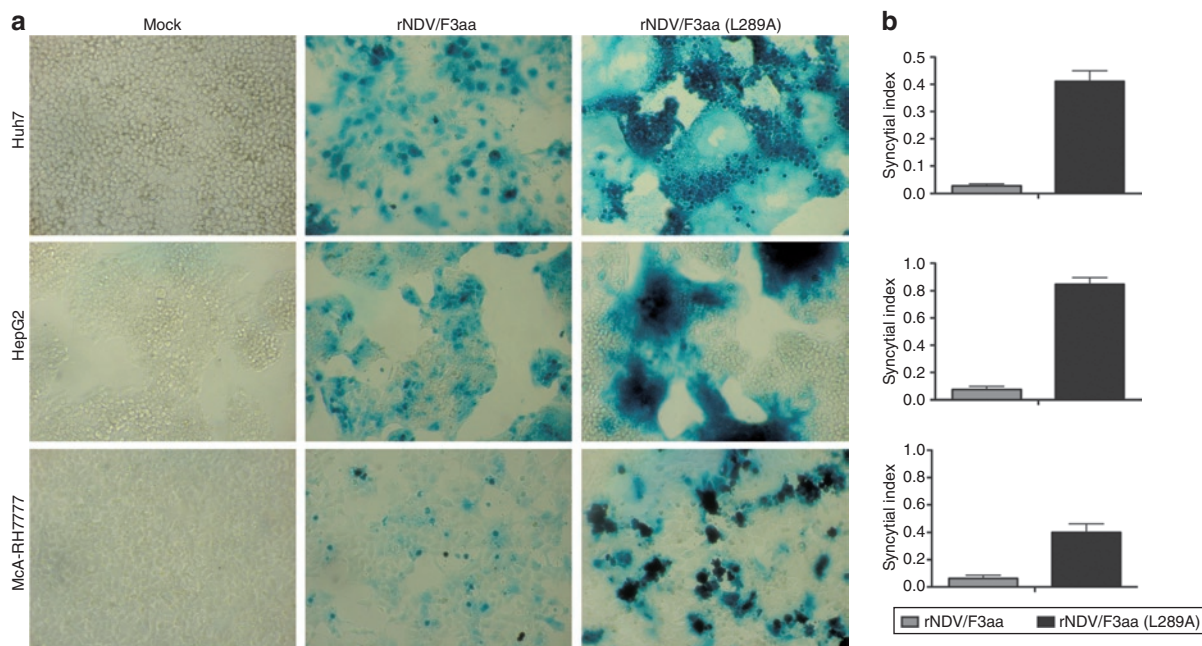 a
Mock
rNDV/F3aa
rNDV/F3aa (L289A)
Huh7
HepG2
McA-RH7777
b
Syncytial index
0.5
0.4
0.3
0.2
0.1
0.0
Syncytial index
1.0
0.8
0.6
0.4
0.2
0.0
Syncytial index
1.0
0.8
0.6
0.4
0.2
0.0
rNDV/F3aa
rNDV/F3aa (L289A)